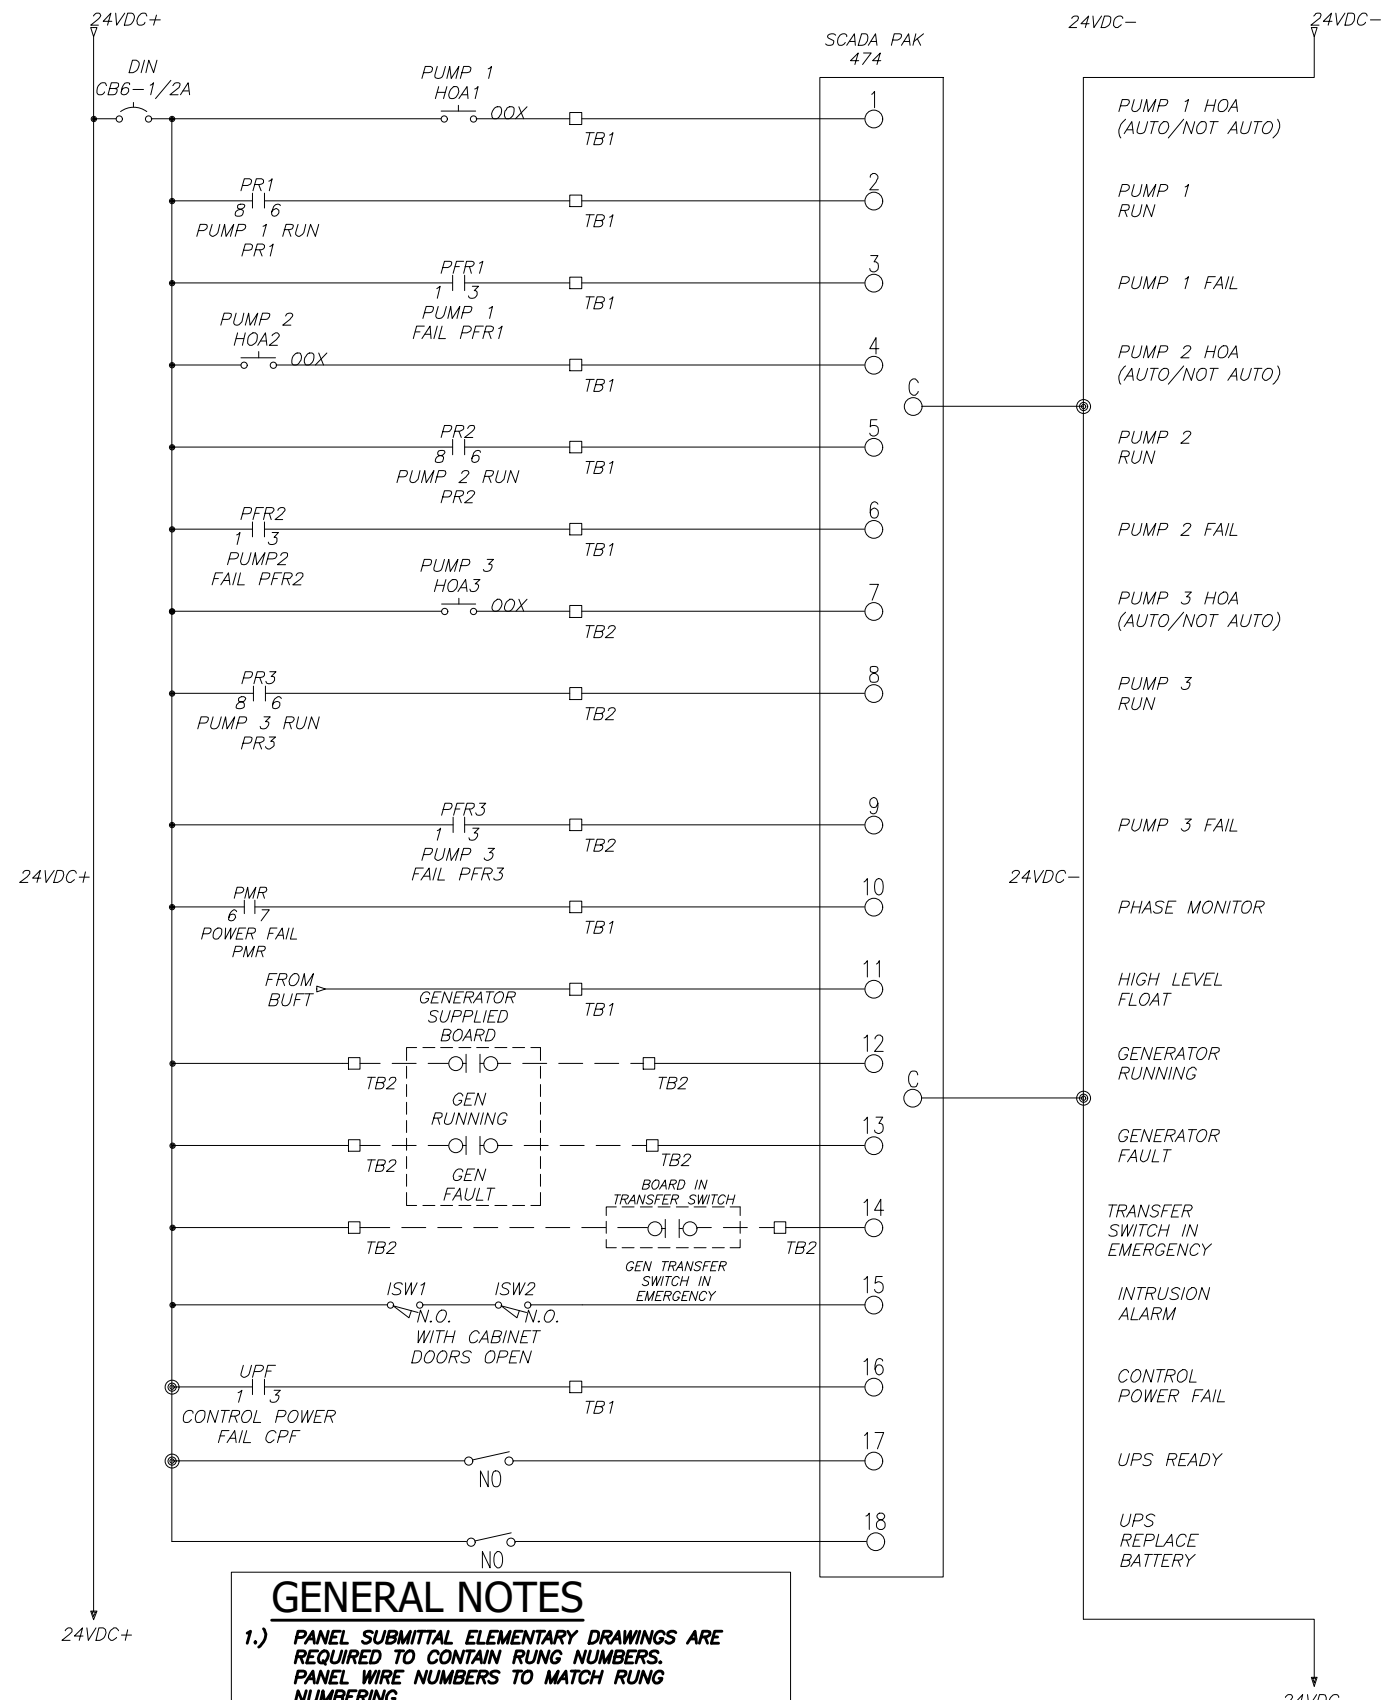 24VDC+
24VDC-
24VDC-
SCADA PAK
474
DIN
CB6-1/2A
PUMP 1
HOA1
OOX
TB1
1
PUMP 1 HOA
(AUTO/NOT AUTO)
PR1
8 6
PUMP 1 RUN
PR1
TB1
2
PUMP 1
RUN
PFR1
1 3
PUMP 1
FAIL PFR1
TB1
3
PUMP 1 FAIL
PUMP 2
HOA2
OOX
TB1
4
PUMP 2 HOA
(AUTO/NOT AUTO)
C
PR2
8 6
PUMP 2 RUN
PR2
TB1
5
PUMP 2
RUN
PFR2
1 3
PUMP2
FAIL PFR2
TB1
6
PUMP 2 FAIL
PUMP 3
HOA3
OOX
TB2
7
PUMP 3 HOA
(AUTO/NOT AUTO)
PR3
8 6
PUMP 3 RUN
PR3
TB2
8
PUMP 3
RUN
PFR3
1 3
PUMP 3
FAIL PFR3
TB2
9
PUMP 3 FAIL
24VDC+
24VDC-
PMR
6 7
POWER FAIL
PMR
TB1
10
PHASE MONITOR
FROM
BUFT
TB1
11
HIGH LEVEL
FLOAT
GENERATOR
SUPPLIED
BOARD
TB2
GEN
RUNNING
TB2
12
GENERATOR
RUNNING
C
TB2
GEN
FAULT
TB2
13
GENERATOR
FAULT
BOARD IN
TRANSFER SWITCH
TB2
GEN TRANSFER
SWITCH IN
EMERGENCY
TB2
14
TRANSFER
SWITCH IN
EMERGENCY
ISW1
N.O.
ISW2
N.O.
WITH CABINET
DOORS OPEN
15
INTRUSION
ALARM
UPF
1 3
CONTROL POWER
FAIL CPF
TB1
16
CONTROL
POWER FAIL
NO
17
UPS READY
NO
18
UPS
REPLACE
BATTERY
GENERAL NOTES
1.) PANEL SUBMITTAL ELEMENTARY DRAWINGS ARE
REQUIRED TO CONTAIN RUNG NUMBERS.
PANEL WIRE NUMBERS TO MATCH RUNG
NUMBERING
24VDC+
24VDC